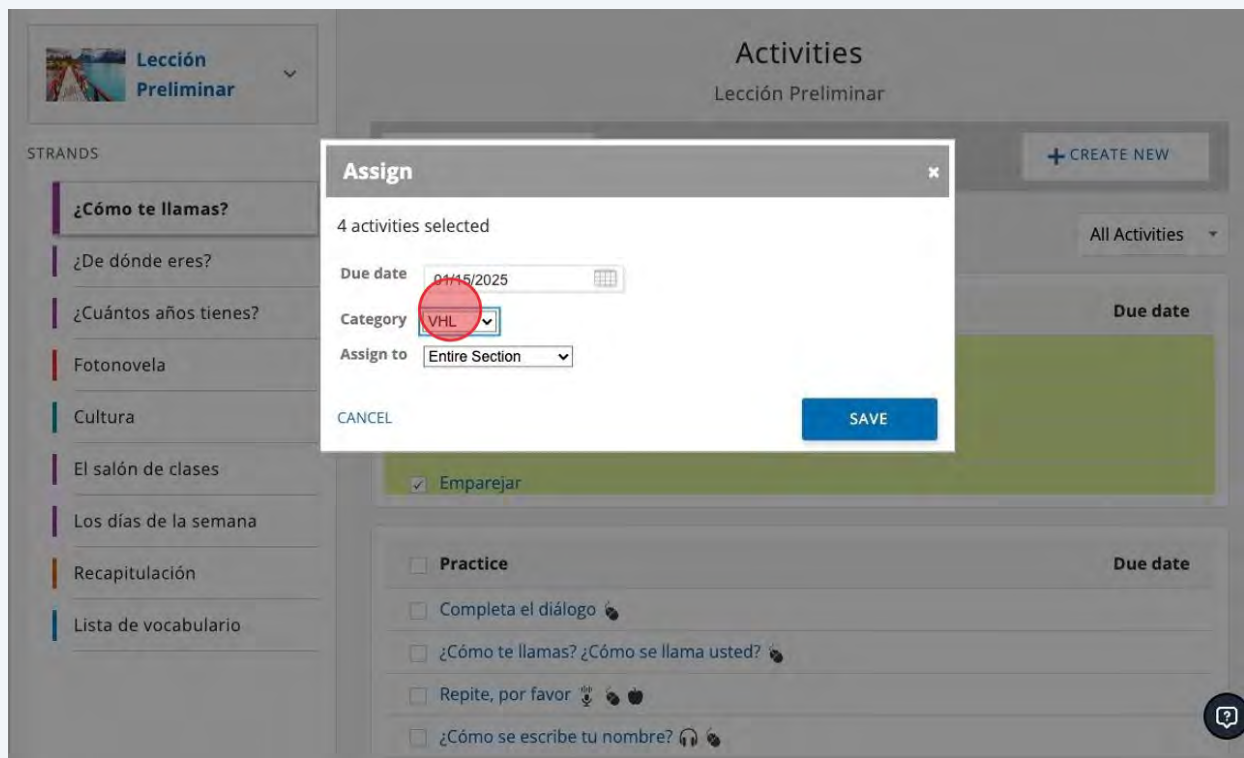 Lección
Preliminar
STRANDS
¿Cómo te llamas?
¿De dónde eres?
¿Cuántos años tienes?
Fotonovela
Cultura
El salón de clases
Los días de la semana
Recapitulación
Lista de vocabulario
Activities
Lección Preliminar
+ CREATE NEW
All Activities
Due date
Assign
4 activities selected
Due date 01/15/2025
Category VHL
Assign to Entire Section
CANCEL SAVE
Emparejar
Practice Due date
Completa el diálogo
¿Cómo te llamas? ¿Cómo se llama usted?
Repite, por favor
¿Cómo se escribe tu nombre?